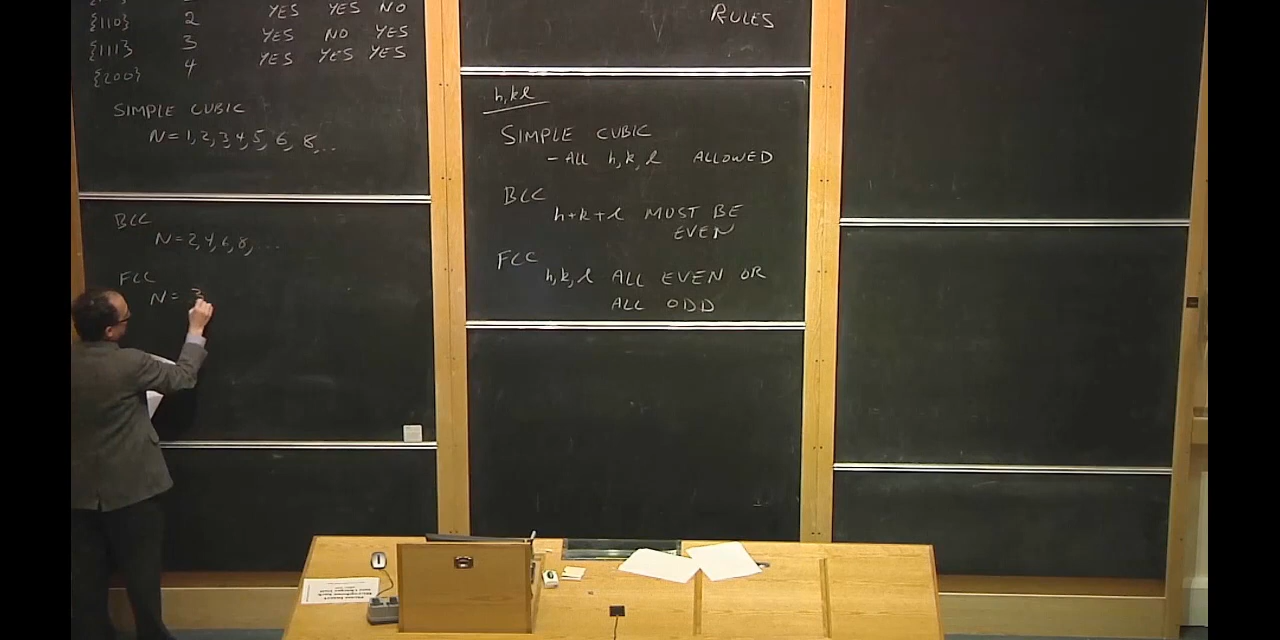 YES YES NO
{110} 2 YES NO YES
{111} 3 YES YES YES
{200} 4
SIMPLE CUBIC
N = 1, 2, 3, 4, 5, 6, 8, ...
BCC
N = 2, 4, 6, 8, ...
FCC
N = 3
RULES
h, k l
SIMPLE CUBIC
- ALL h, k, l ALLOWED
BCC
h+k+l MUST BE
EVEN
FCC
h, k, l ALL EVEN OR
ALL ODD